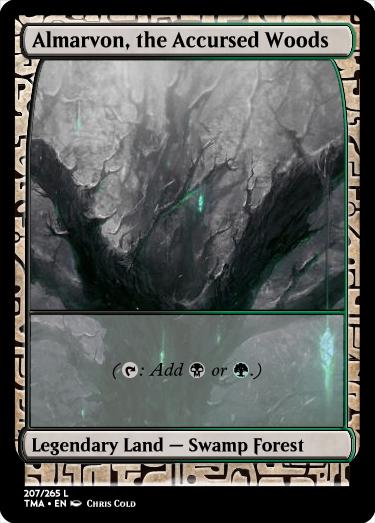 Almarvon, the Accursed Woods
(: Add or .)
Legendary Land — Swamp Forest
207/265 L
TMA • EN Chris Cold